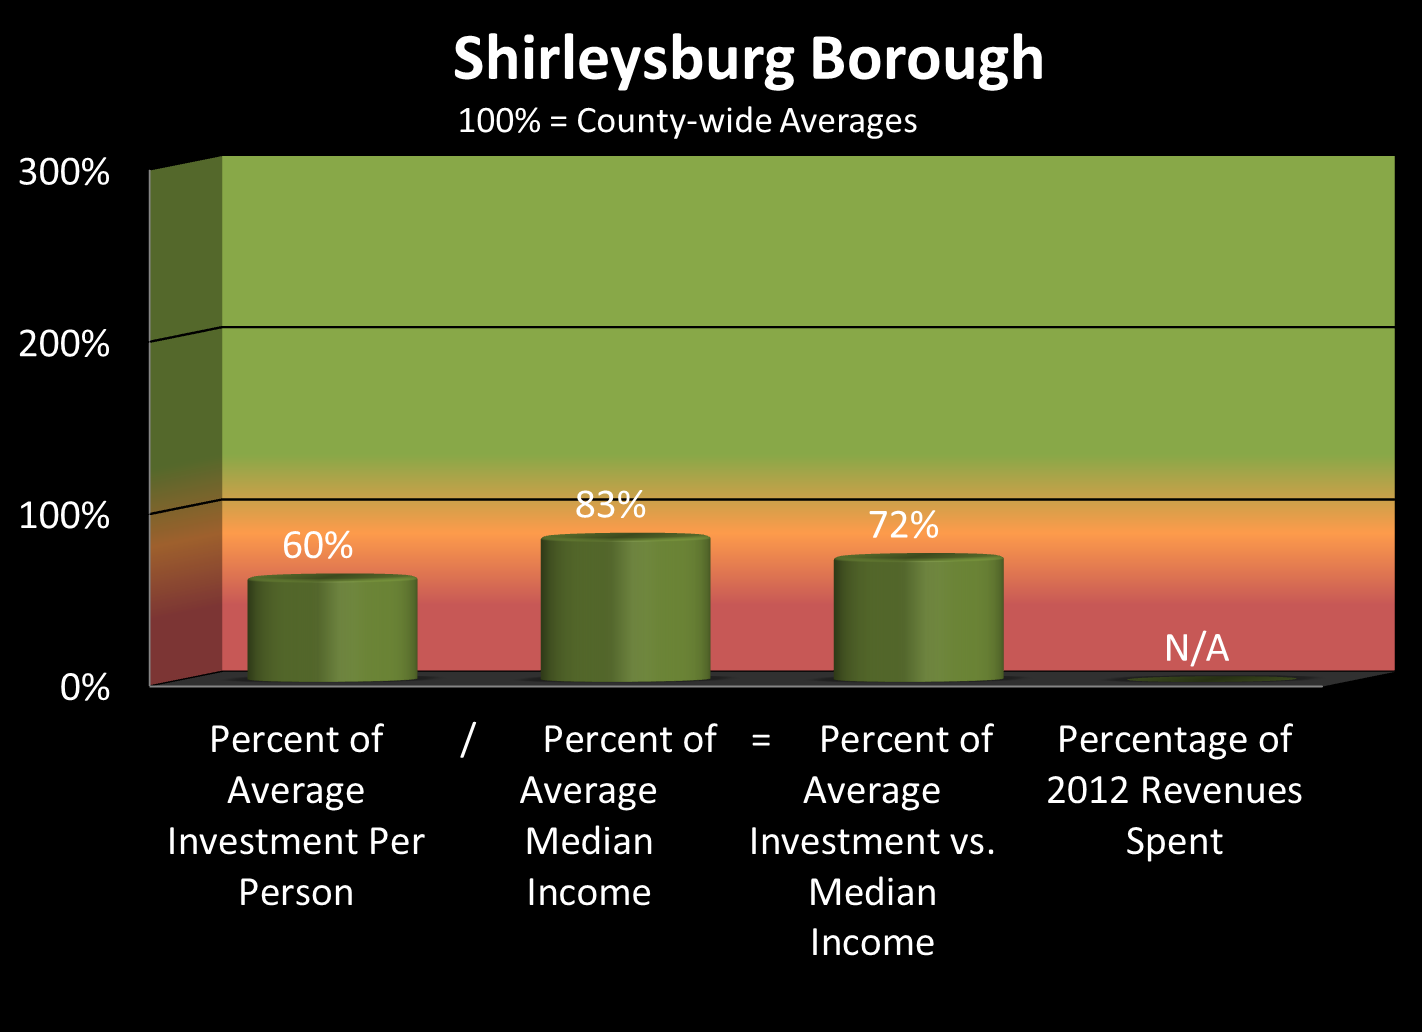 Shirleysburg Borough
100% = County-wide Averages
300%
200%
100%
0%
60%
83%
72%
N/A
Percent of Average Investment Per Person
/
Percent of Average Median Income
=
Percent of Average Investment vs. Median Income
Percentage of 2012 Revenues Spent